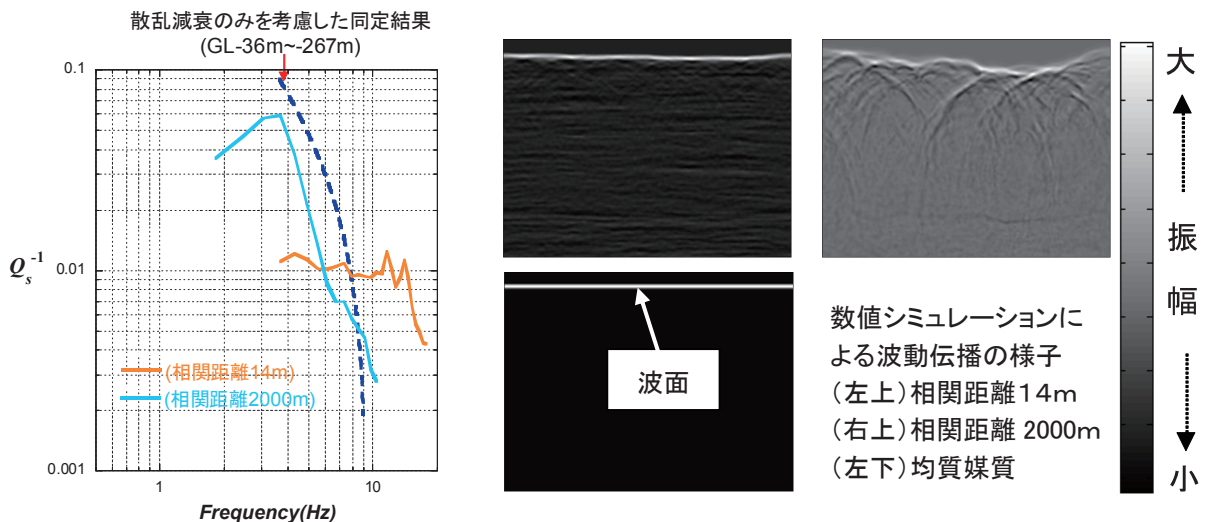 散乱減衰のみを考慮した同定結果
(GL-36m~-267m)
0.1
0.01
0.001
Qs-1
(相関距離14m)
(相関距離2000m)
1
10
Frequency(Hz)
波面
数値シミュレーションに
よる波動伝播の様子
(左上)相関距離14m
(右上)相関距離 2000m
(左下)均質媒質
大
振
幅
小